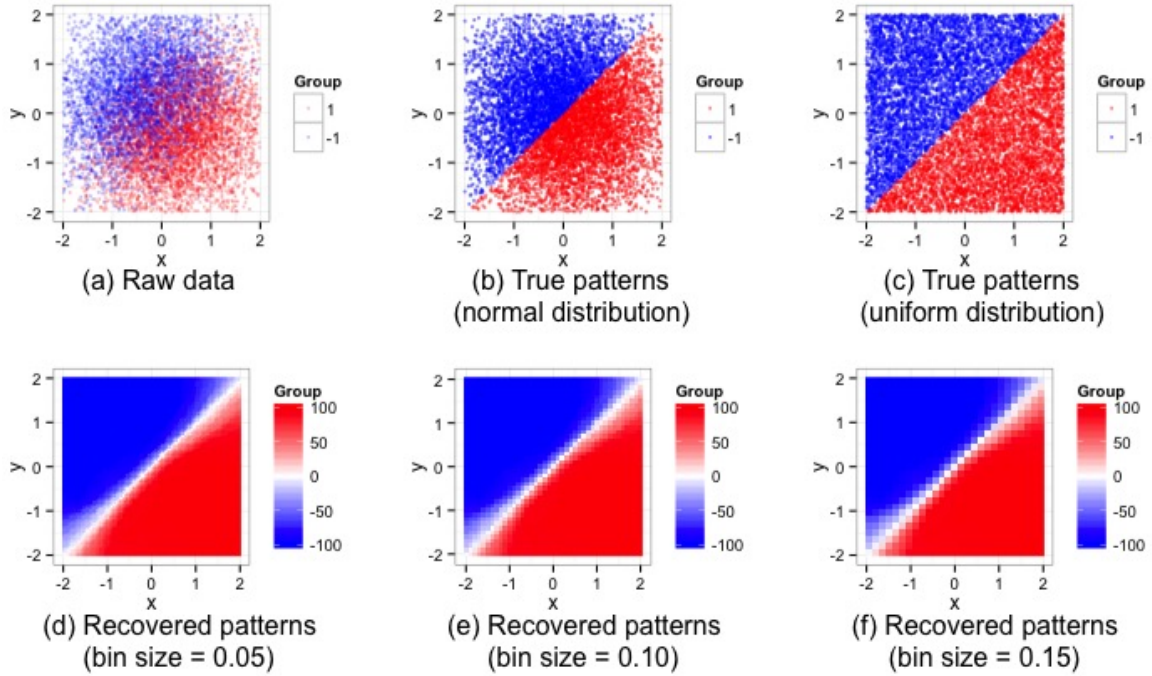 2
1
0
-1
-2
y
-2 -1 0 1 2
x
Group
1
-1
(a) Raw data
2
1
0
-1
-2
y
-2 -1 0 1 2
x
Group
1
-1
(b) True patterns
(normal distribution)
2
1
0
-1
-2
y
-2 -1 0 1 2
x
Group
1
-1
(c) True patterns
(uniform distribution)
2
1
0
-1
-2
y
-2 -1 0 1 2
x
Group
100
50
0
-50
-100
(d) Recovered patterns
(bin size = 0.05)
2
1
0
-1
-2
y
-2 -1 0 1 2
x
Group
100
50
0
-50
-100
(e) Recovered patterns
(bin size = 0.10)
2
1
0
-1
-2
y
-2 -1 0 1 2
x
Group
100
50
0
-50
-100
(f) Recovered patterns
(bin size = 0.15)